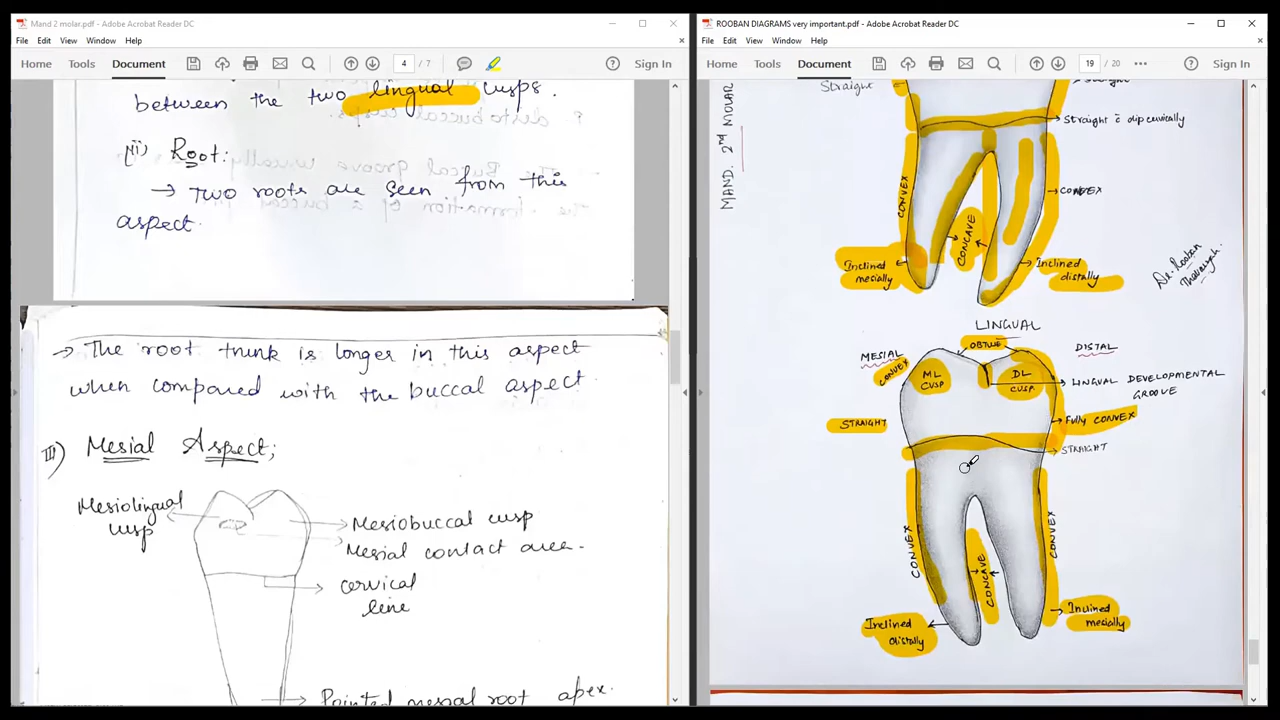 Mand 2 molar.pdf - Adobe Acrobat Reader DC
File Edit View Window Help
Home Tools Document 4 / 7 Sign In
between the two lingual cusps.
(ii) Root:
→ Two roots are seen from this
aspect.
→ The root trunk is longer in this aspect
when compared with the buccal aspect.
III) Mesial Aspect;
Mesiolingual
cusp
Mesiobuccal cusp
Mesial contact area.
cervical
line
Pointed mesial root apex.
ROOBAN DIAGRAMS very important.pdf - Adobe Acrobat Reader DC
File Edit View Window Help
Home Tools Document 19 / 20 Sign In
MAND. 2nd MOLAR
Straight
Straight c̄ dip cervically
CONVEX
CONVEX
CONCAVE
Inclined
mesially
Inclined
distally
Dr. Rooban
LINGUAL
MESIAL
OBTUSE
DISTAL
CONVEX
ML
CUSP
DL
CUSP
LINGUAL DEVELOPMENTAL
GROOVE
STRAIGHT
Fully CONVEX
STRAIGHT
CONVEX
CONCAVE
CONVEX
Inclined
distally
Inclined
mesially